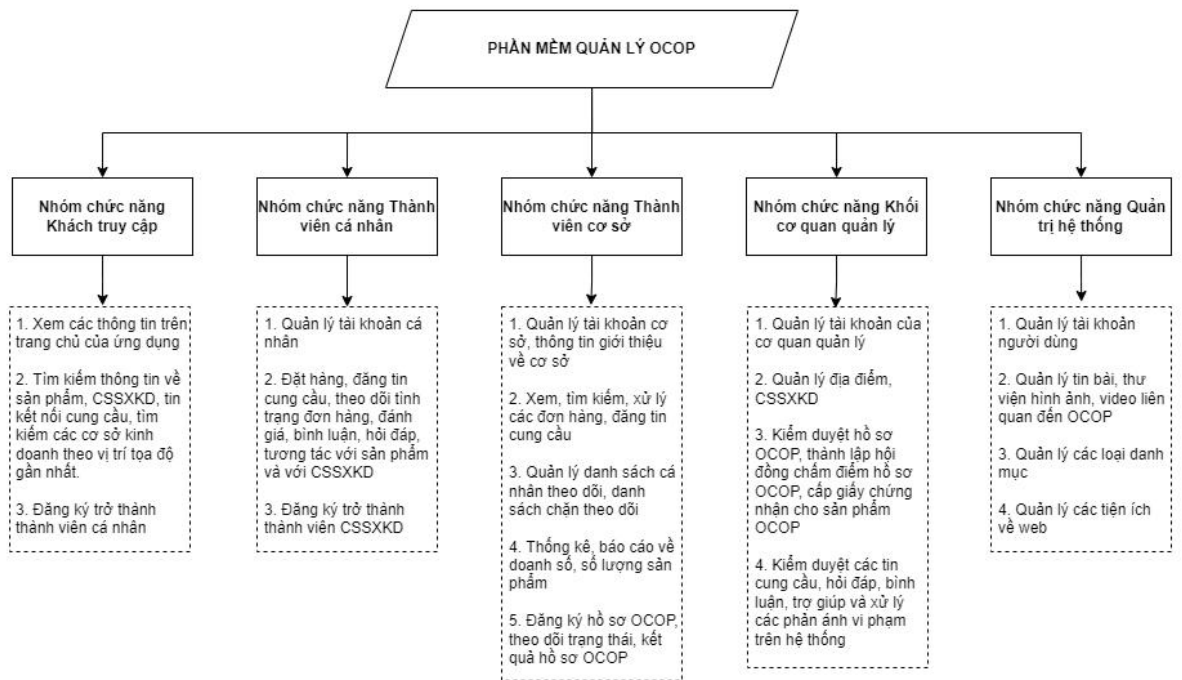 PHẦN MỀM QUẢN LÝ OCOP
Nhóm chức năng
Khách truy cập
Nhóm chức năng Thành
viên cá nhân
Nhóm chức năng Thành
viên cơ sở
Nhóm chức năng Khối
cơ quan quản lý
Nhóm chức năng Quản
trị hệ thống
1. Xem các thông tin trên
trang chủ của ứng dụng
2. Tìm kiếm thông tin về
sản phẩm, CSSXKD, tin
kết nối cung cầu, tìm
kiếm các cơ sở kinh
doanh theo vị trí tọa độ
gần nhất.
3. Đăng ký trở thành
thành viên cá nhân
1. Quản lý tài khoản cá
nhân
2. Đặt hàng, đăng tin
cung cầu, theo dõi tình
trạng đơn hàng, đánh
giá, bình luận, hỏi đáp,
tương tác với sản phẩm
và với CSSXKD
3. Đăng ký trở thành
thành viên CSSXKD
1. Quản lý tài khoản cơ
sở, thông tin giới thiệu
về cơ sở
2. Xem, tìm kiếm, xử lý
các đơn hàng, đăng tin
cung cầu
3. Quản lý danh sách cá
nhân theo dõi, danh
sách chặn theo dõi
4. Thống kê, báo cáo về
doanh số, số lượng sản
phẩm
5. Đăng ký hồ sơ OCOP,
theo dõi trạng thái, kết
quả hồ sơ OCOP
1. Quản lý tài khoản của
cơ quan quản lý
2. Quản lý địa điểm,
CSSXKD
3. Kiểm duyệt hồ sơ
OCOP, thành lập hội
đồng chấm điểm hồ sơ
OCOP, cấp giấy chứng
nhận cho sản phẩm
OCOP
4. Kiểm duyệt các tin
cung cầu, hỏi đáp, bình
luận, trợ giúp và xử lý
các phản ánh vi phạm
trên hệ thống
1. Quản lý tài khoản
người dùng
2. Quản lý tin bài, thư
viện hình ảnh, video liên
quan đến OCOP
3. Quản lý các loại danh
mục
4. Quản lý các tiện ích
về web